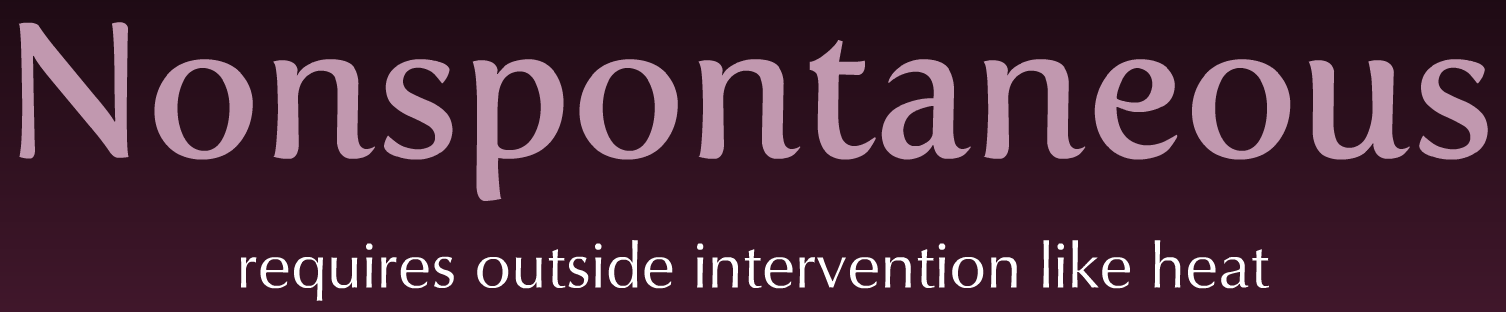 Nonspontaneous
requires outside intervention like heat